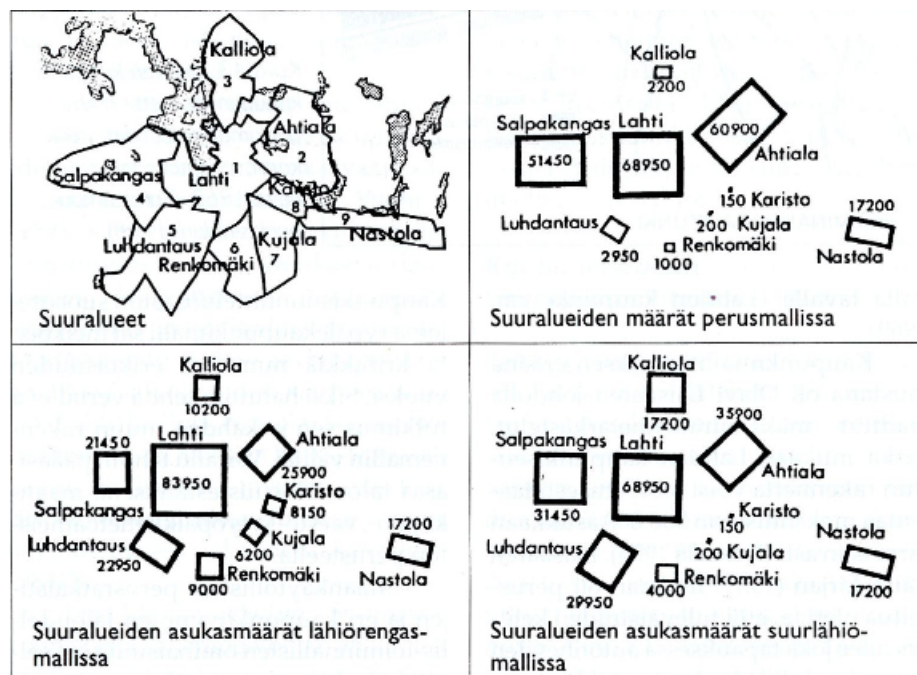 Kalliola
3
Ahtiala
2
Salpakangas
Lahti
1
4
Karisto
8
5
9
Luhdantaus
Kujala
Nastola
6
Renkomäki
7
Suuralueet
Kalliola
2200
60900
Salpakangas
Lahti
51450
68950
Ahtiala
150 Karisto
17200
Luhdantaus
200 Kujala
2950
Renkomäki
1000
Nastola
Suuralueiden määrät perusmallissa
Kalliola
10200
21450
Lahti
Ahtiala
83950
25900
Karisto
8150
Salpakangas
17200
Luhdantaus
Kujala
6200
22950
Renkomäki
9000
Nastola
Suuralueiden asukasmäärät lähiörengas-
mallissa
Kalliola
17200
35900
Salpakangas
Lahti
68950
Ahtiala
31450
Karisto
150
Nastola
Luhdantaus
200 Kujala
Renkomäki
28950
4000
17200
Suuralueiden asukasmäärät suurlähiö-
mallissa